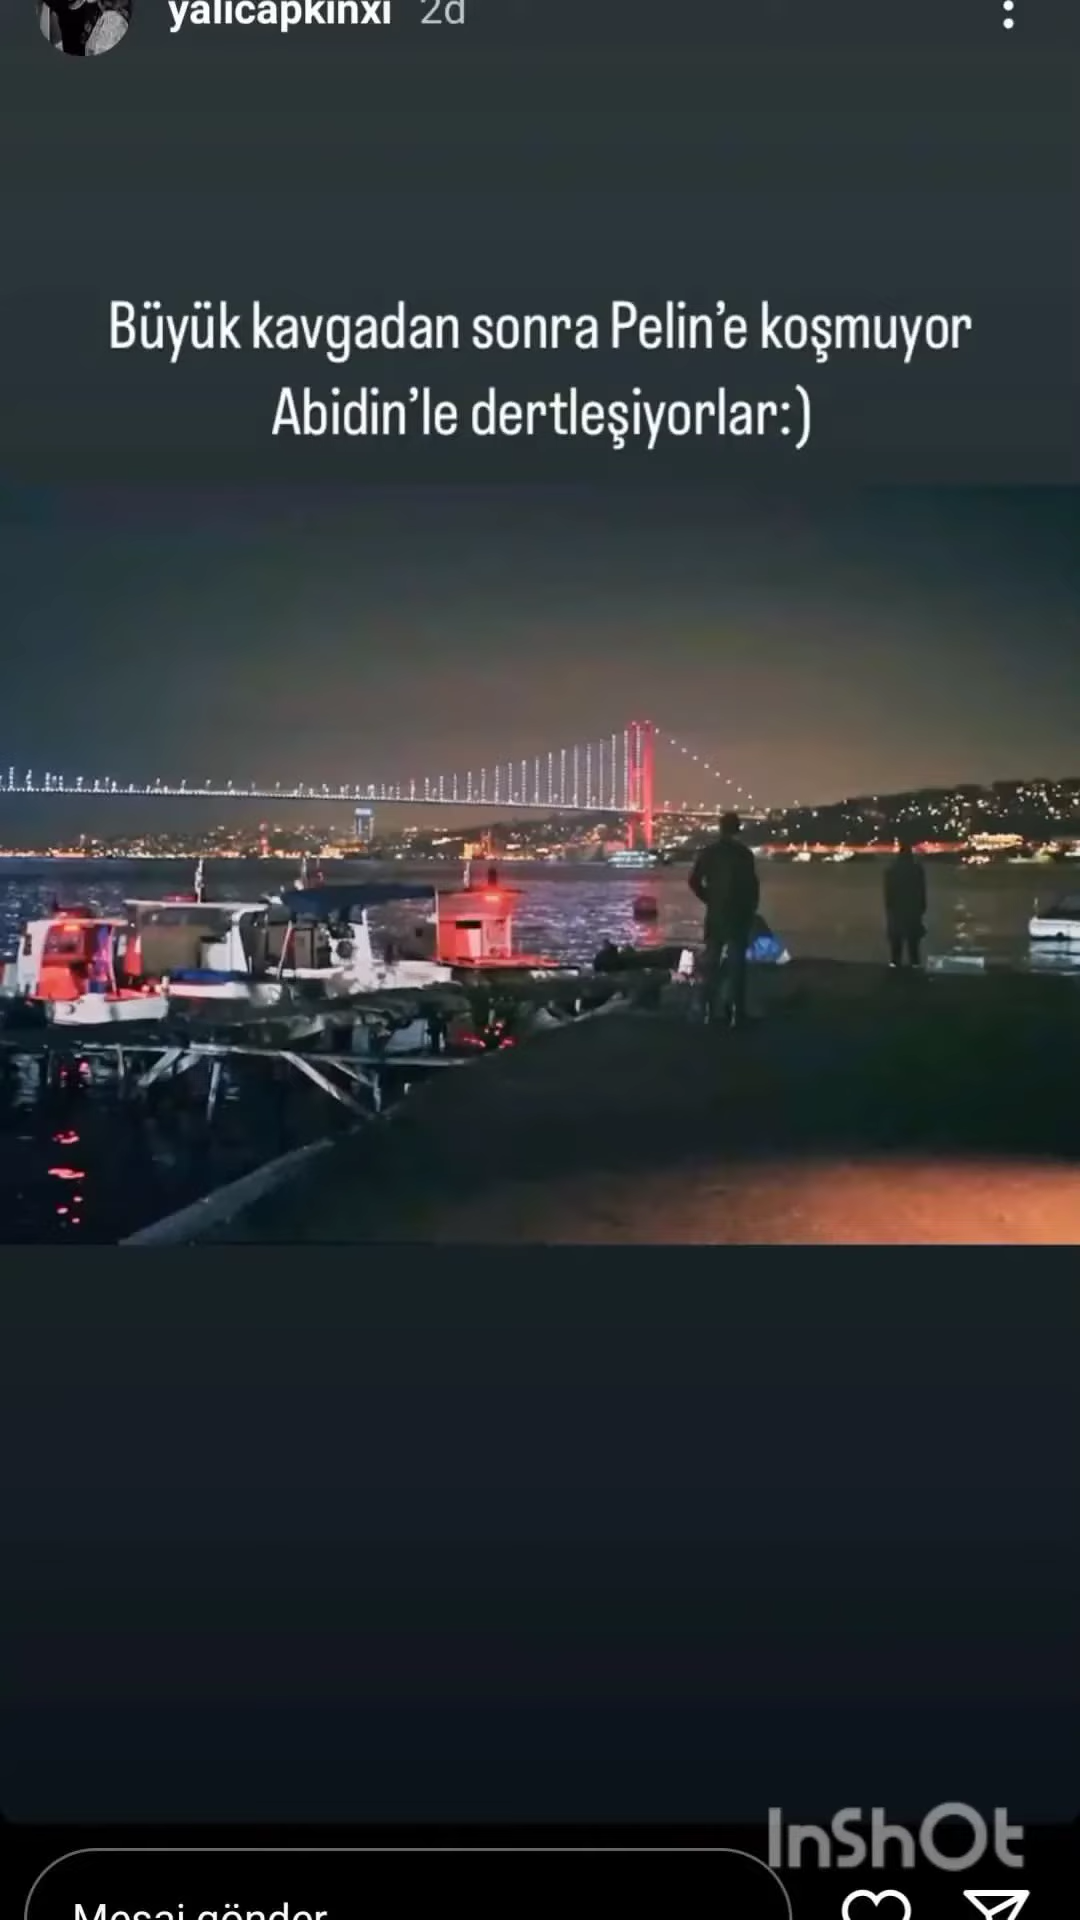 yalicapkinxi 2d
Büyük kavgadan sonra Pelin'e koşmuyor
Abidin'le dertleşiyorlar:)
InShOt
Mesaj gönder